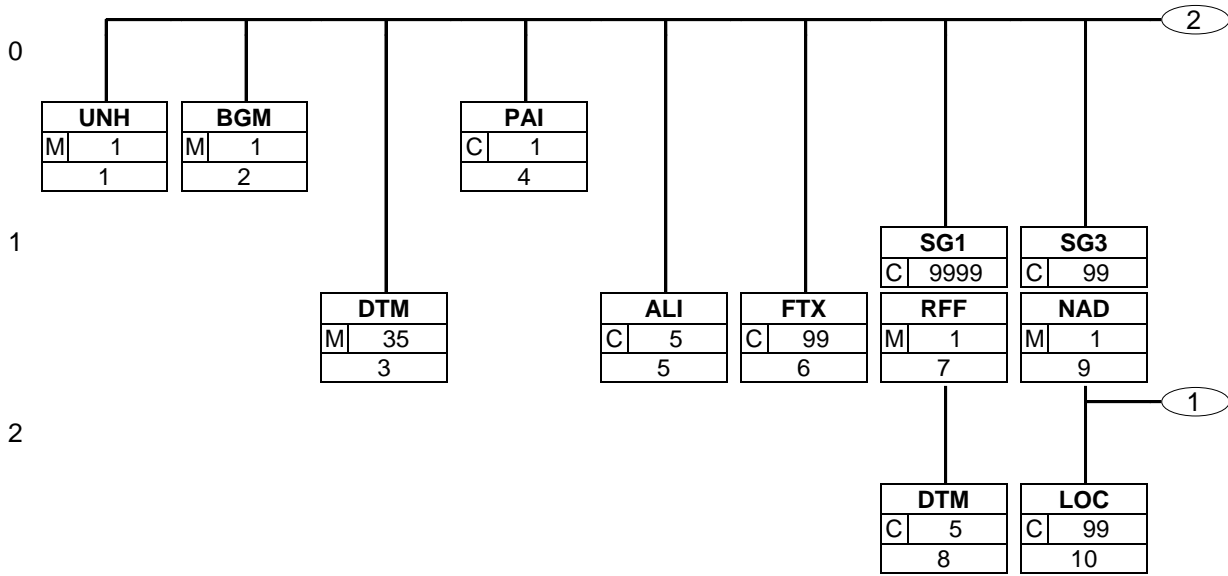 2
0
UNH
BGM
PAI
M 1
M 1
C 1
1
2
4
1
SG1
SG3
C 9999
C 99
DTM
ALI
FTX
RFF
NAD
M 35
C 5
C 99
M 1
M 1
3
5
6
7
9
1
2
DTM
LOC
C 5
C 99
8
10